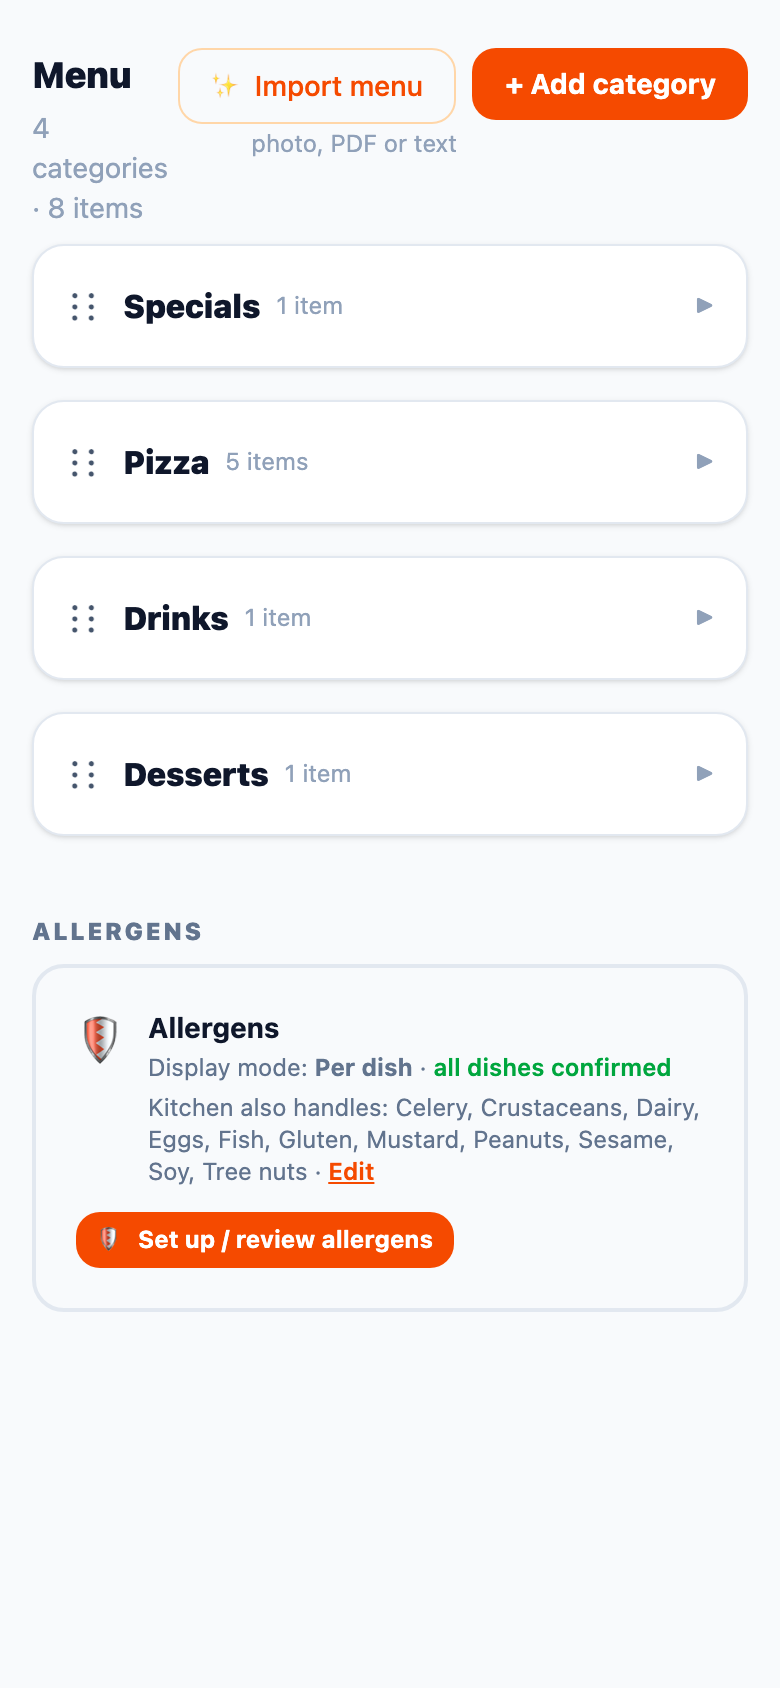 Menu
4
categories
· 8 items
✨ Import menu
photo, PDF or text
+ Add category
Specials 1 item
Pizza 5 items
Drinks 1 item
Desserts 1 item
ALLERGENS
Allergens
Display mode: Per dish · all dishes confirmed
Kitchen also handles: Celery, Crustaceans, Dairy,
Eggs, Fish, Gluten, Mustard, Peanuts, Sesame,
Soy, Tree nuts · Edit
Set up / review allergens